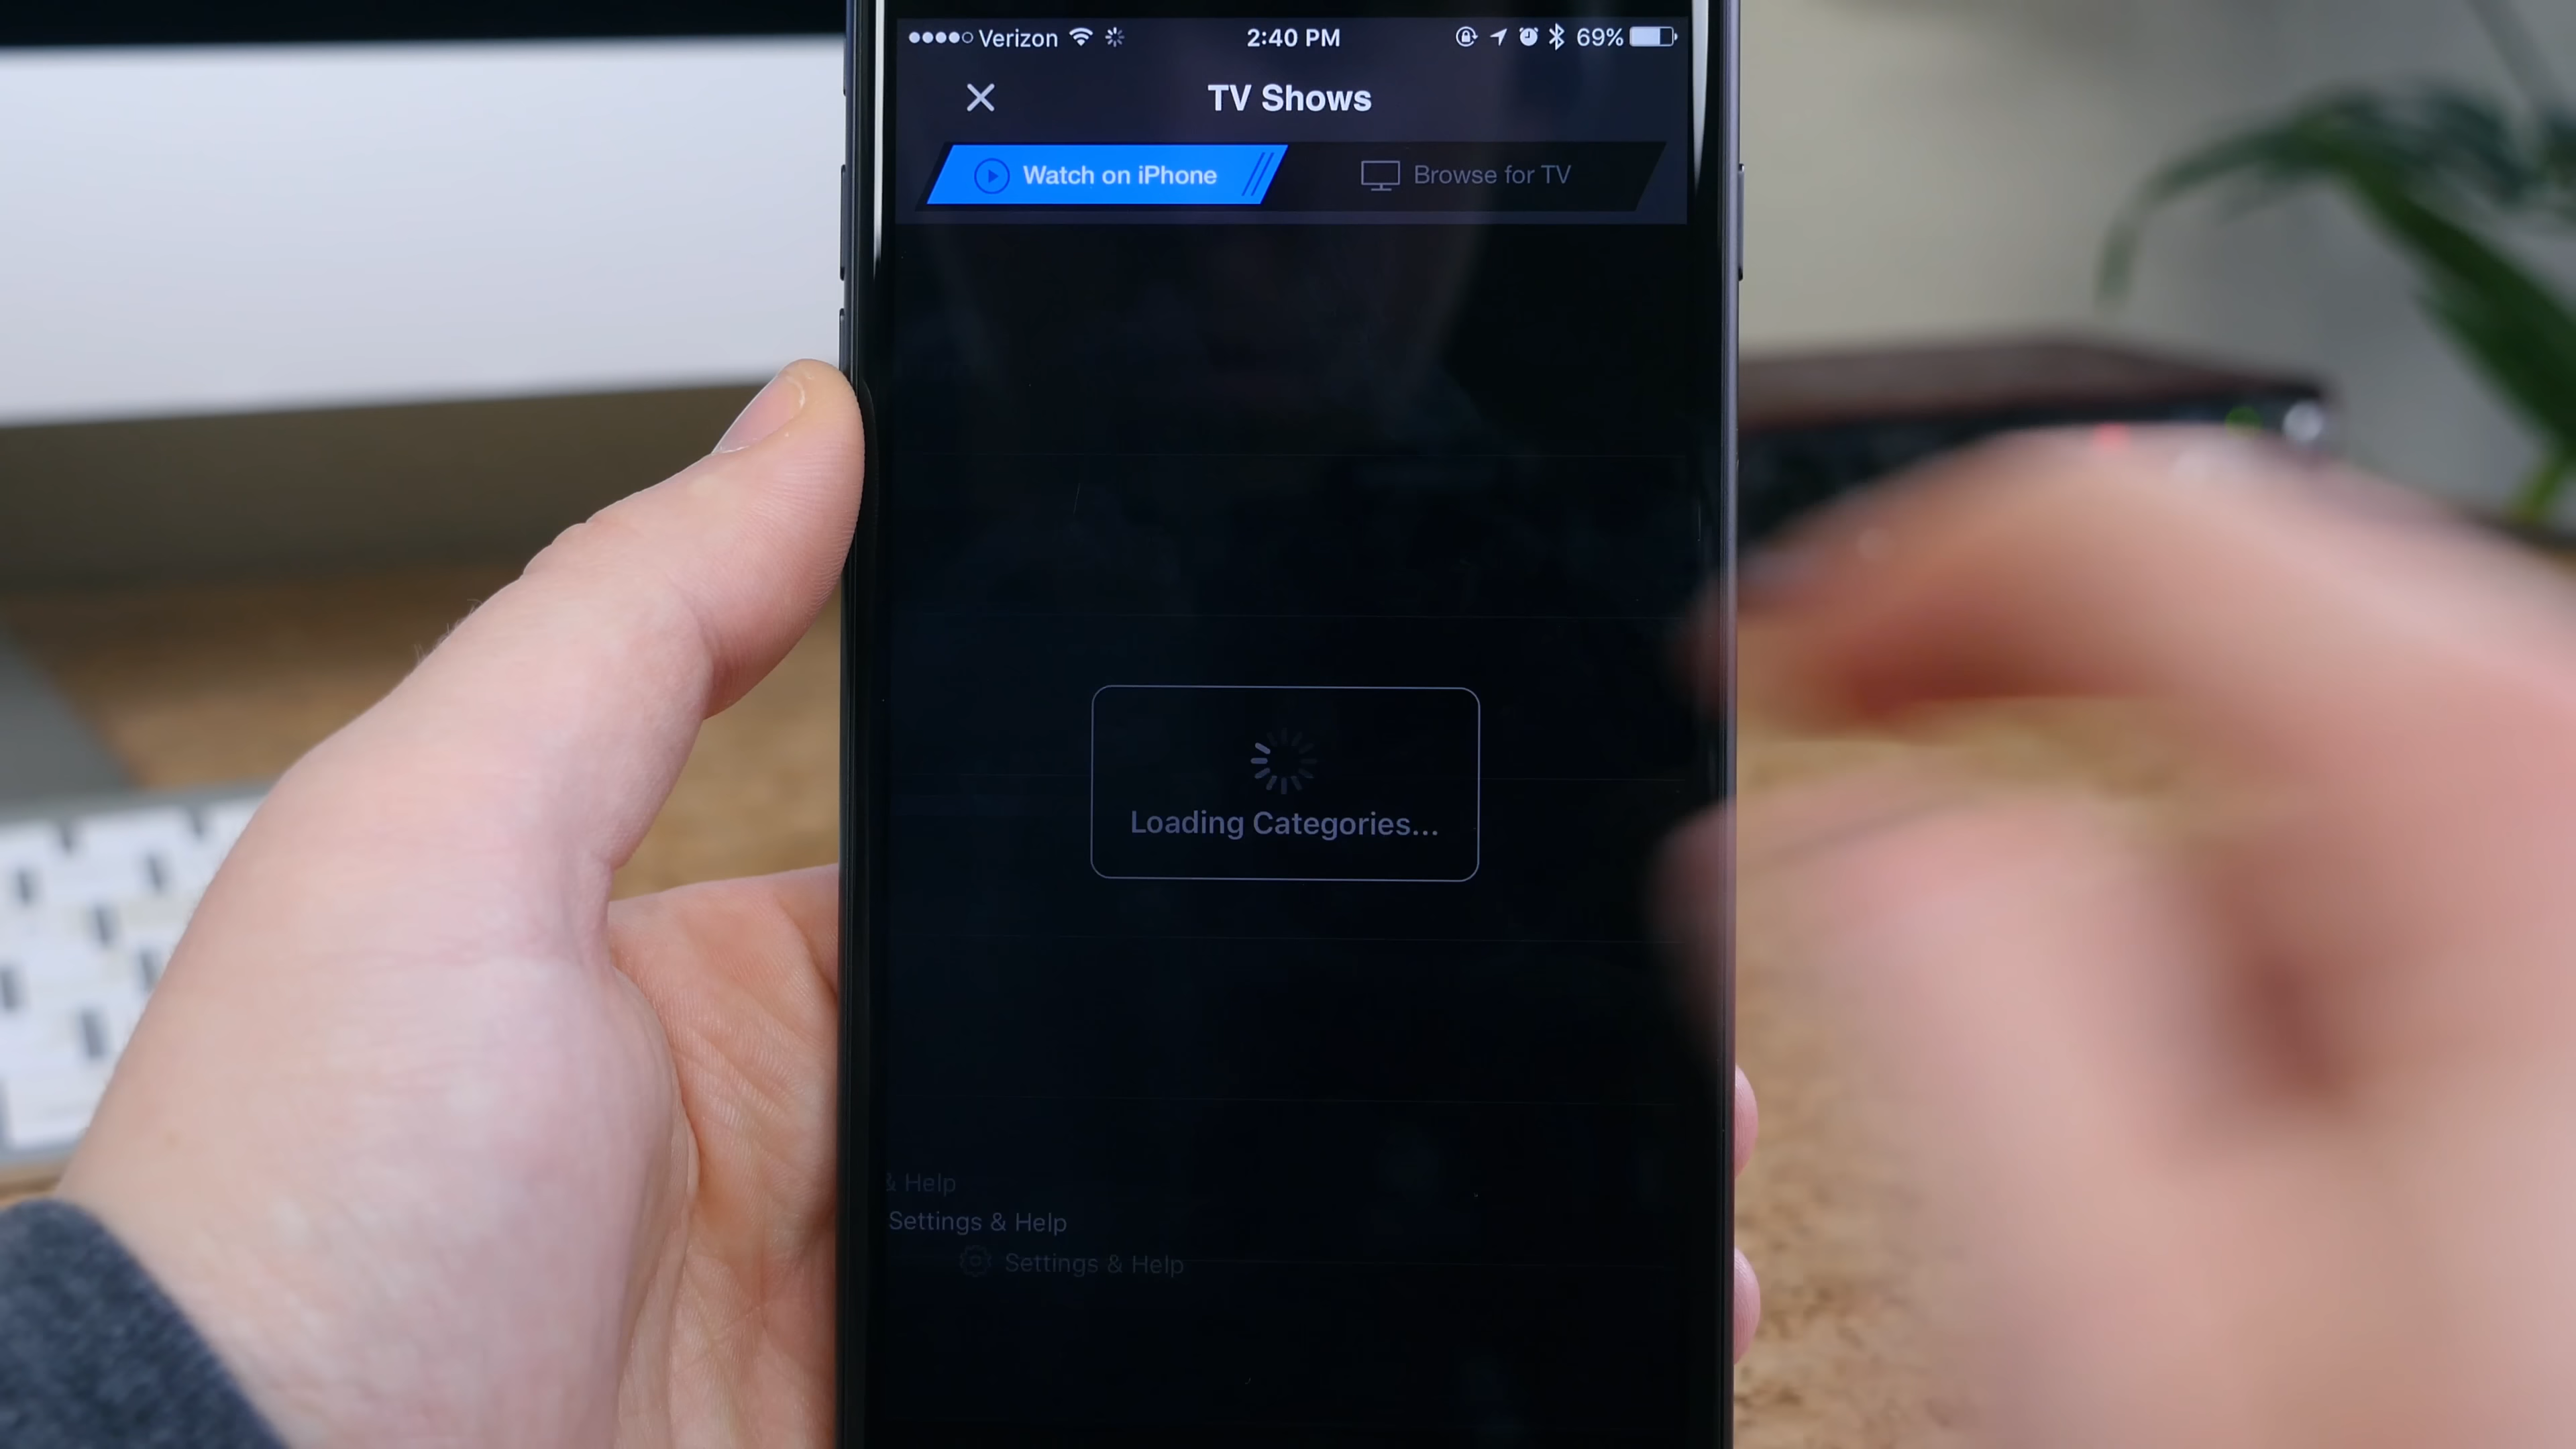 Verizon 2:40 PM 69%
TV Shows
Watch on iPhone Browse for TV
Loading Categories...
& Help
Settings & Help
Settings & Help